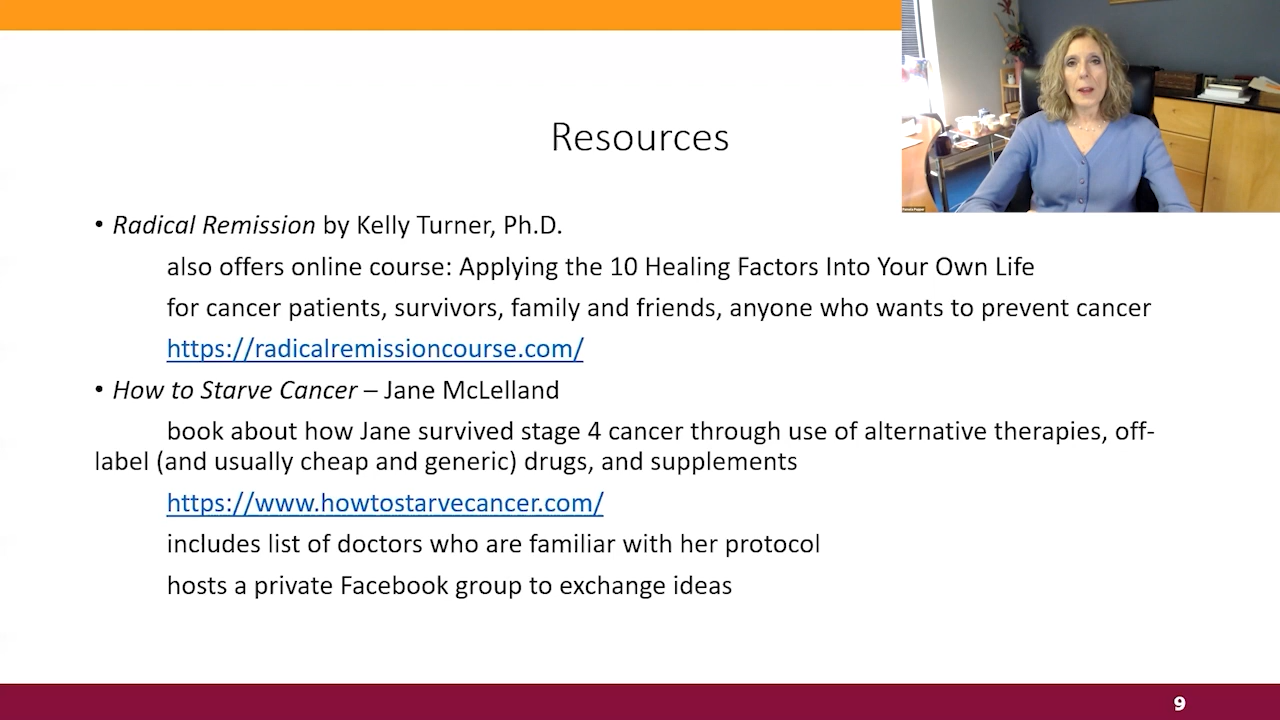 Resources
• Radical Remission by Kelly Turner, Ph.D.
also offers online course: Applying the 10 Healing Factors Into Your Own Life
for cancer patients, survivors, family and friends, anyone who wants to prevent cancer
https://radicalremissioncourse.com/
• How to Starve Cancer – Jane McLelland
book about how Jane survived stage 4 cancer through use of alternative therapies, off-
label (and usually cheap and generic) drugs, and supplements
https://www.howtostarvecancer.com/
includes list of doctors who are familiar with her protocol
hosts a private Facebook group to exchange ideas
9